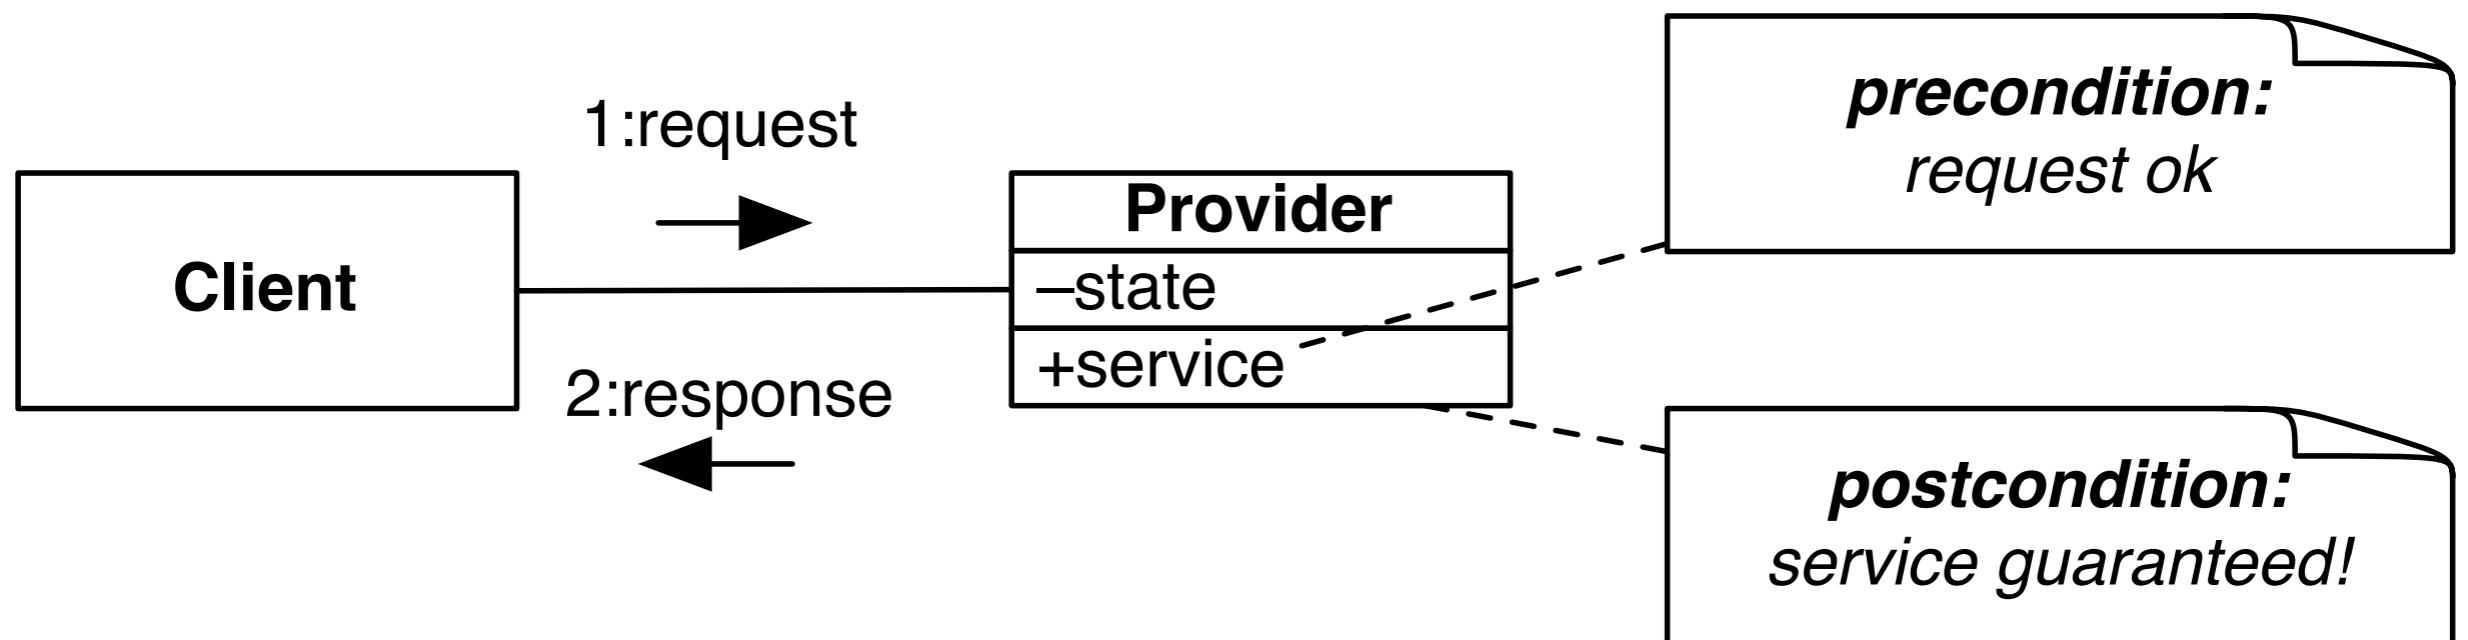 Client
1:request
2:response
Provider
–state
+service
precondition:
request ok
postcondition:
service guaranteed!